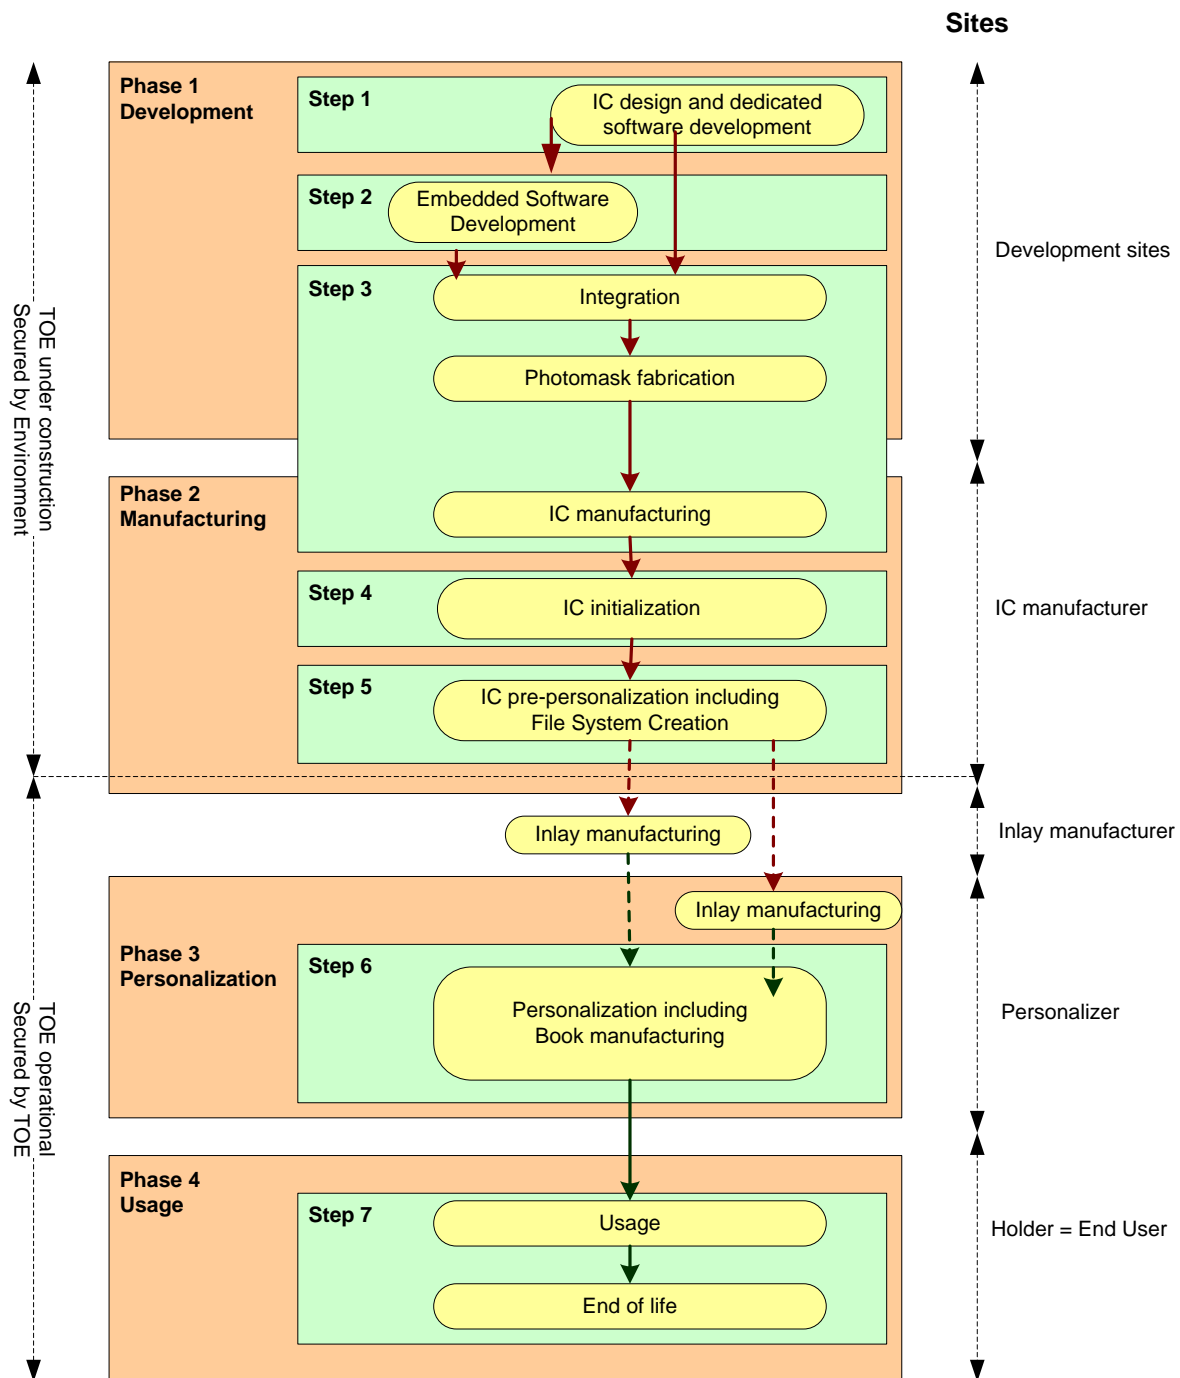 Sites
Phase 1
Development
Step 1
IC design and dedicated
software development
Step 2
Embedded Software
Development
Development sites
Step 3
Integration
Photomask fabrication
TOE under construction
Secured by Environment
Phase 2
Manufacturing
IC manufacturing
Step 4
IC initialization
IC manufacturer
Step 5
IC pre-personalization including
File System Creation
Inlay manufacturing
Inlay manufacturer
Inlay manufacturing
Phase 3
Personalization
Step 6
Personalization including
Book manufacturing
Personalizer
TOE operational
Secured by TOE
Phase 4
Usage
Step 7
Usage
Holder = End User
End of life